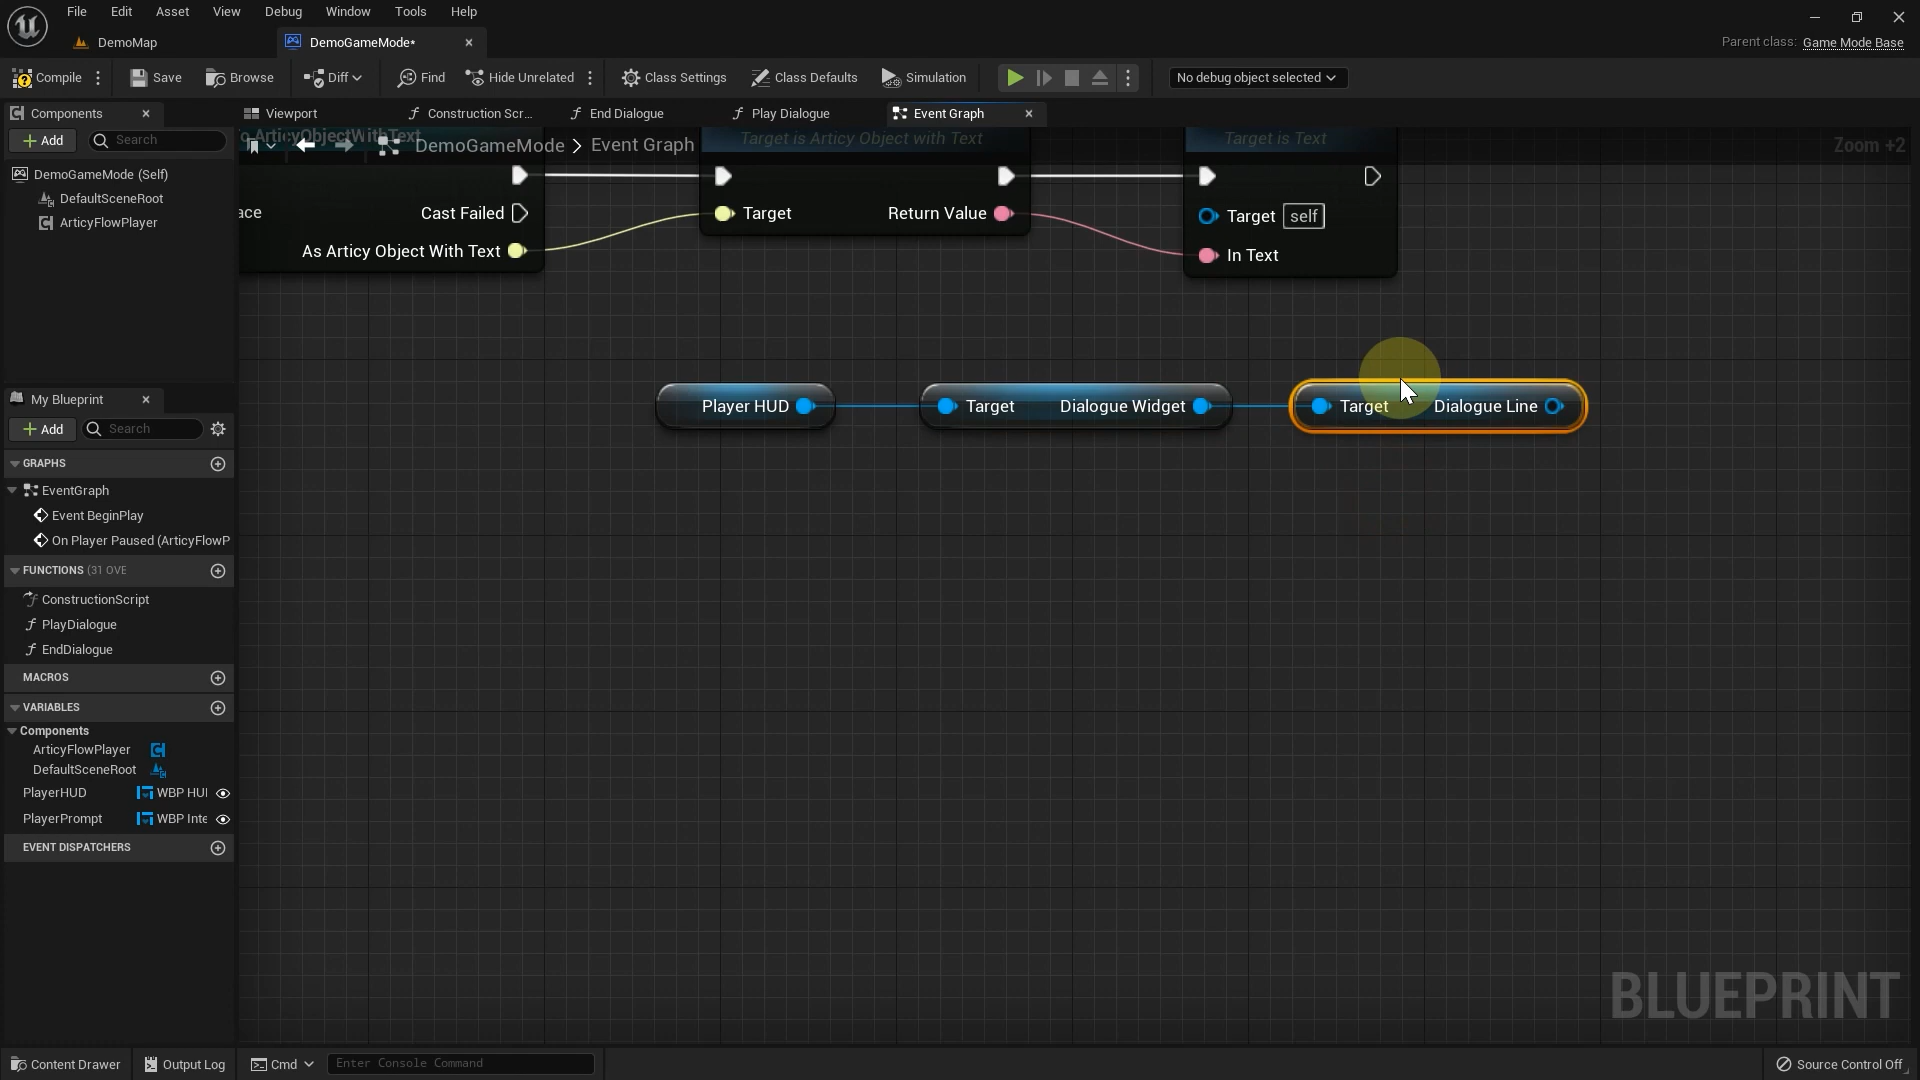 File Edit Asset View Debug Window Tools Help
DemoMap DemoGameMode* Parent class: Game Mode Base
Compile Save Browse Diff Find Hide Unrelated Class Settings Class Defaults Simulation No debug object selected
Components Viewport Construction Scr... End Dialogue Play Dialogue Event Graph
Add Search
DemoGameMode (Self)
DefaultSceneRoot
ArticyFlowPlayer
o ArticyObjectWithText Target is Articy Object with Text Target is Text
DemoGameMode > Event Graph Zoom +2
ace Cast Failed Target Return Value Target self
As Articy Object With Text In Text
Player HUD Target Dialogue Widget Target Dialogue Line
My Blueprint
Add Search
GRAPHS
EventGraph
Event BeginPlay
On Player Paused (ArticyFlowP
FUNCTIONS (31 OVE
ConstructionScript
PlayDialogue
EndDialogue
MACROS
VARIABLES
Components
ArticyFlowPlayer
DefaultSceneRoot
PlayerHUD WBP HUI
PlayerPrompt WBP Inte
EVENT DISPATCHERS
BLUEPRINT
Content Drawer Output Log Cmd Enter Console Command Source Control Off